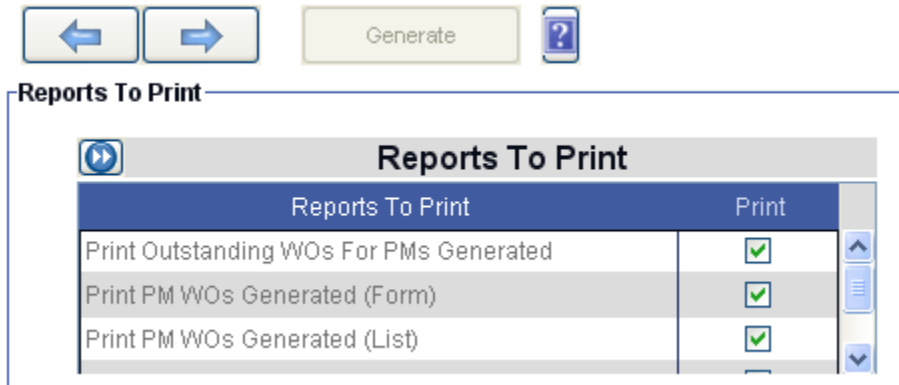 Generate
?
Reports To Print
Reports To Print
Reports To Print Print
Print Outstanding WOs For PMs Generated
Print PM WOs Generated (Form)
Print PM WOs Generated (List)